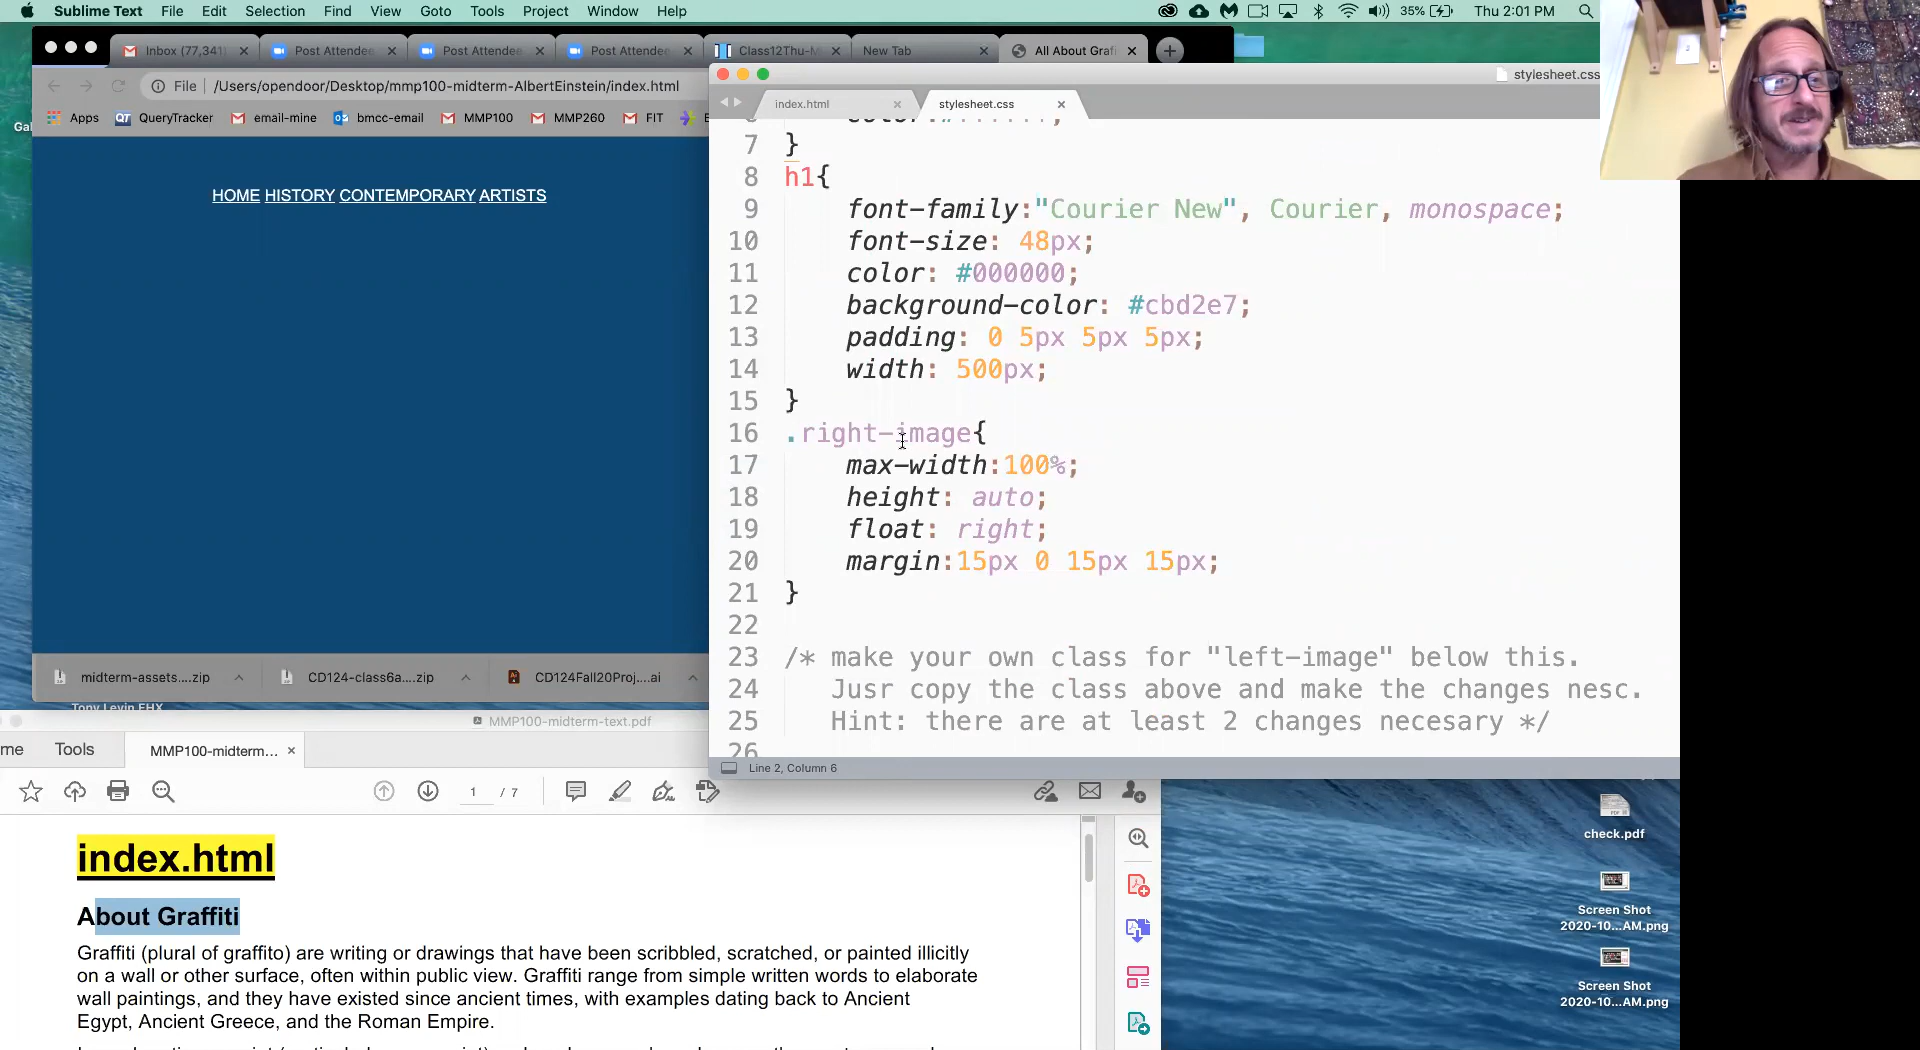 Sublime Text File Edit Selection Find View Goto Tools Project Window Help 35% Thu 2:01 PM
Inbox (77,341) Post Attendee Post Attendee Post Attendee Class12Thu-M New Tab All About Grafi
File /Users/opendoor/Desktop/mmp100-midterm-AlbertEinstein/index.html
Apps QueryTracker email-mine bmcc-email MMP100 MMP260 FIT
HOME HISTORY CONTEMPORARY ARTISTS
stylesheet.css
index.html stylesheet.css
7 }
8 h1{
9 font-family:"Courier New", Courier, monospace;
10 font-size: 48px;
11 color: #000000;
12 background-color: #cbd2e7;
13 padding: 0 5px 5px 5px;
14 width: 500px;
15 }
16 .right-image{
17 max-width:100%;
18 height: auto;
19 float: right;
20 margin:15px 0 15px 15px;
21 }
22
23 /* make your own class for "left-image" below this.
24 Jusr copy the class above and make the changes nesc.
25 Hint: there are at least 2 changes necesary */
26
Line 2, Column 6
midterm-assets....zip CD124-class6a....zip CD124Fall20Proj....ai
Tony Levin FHX
MMP100-midterm-text.pdf
me Tools MMP100-midterm...
1 / 7
index.html
About Graffiti
Graffiti (plural of graffito) are writing or drawings that have been scribbled, scratched, or painted illicitly
on a wall or other surface, often within public view. Graffiti range from simple written words to elaborate
wall paintings, and they have existed since ancient times, with examples dating back to Ancient
Egypt, Ancient Greece, and the Roman Empire.
check.pdf
Screen Shot
2020-10...AM.png
Screen Shot
2020-10...AM.png